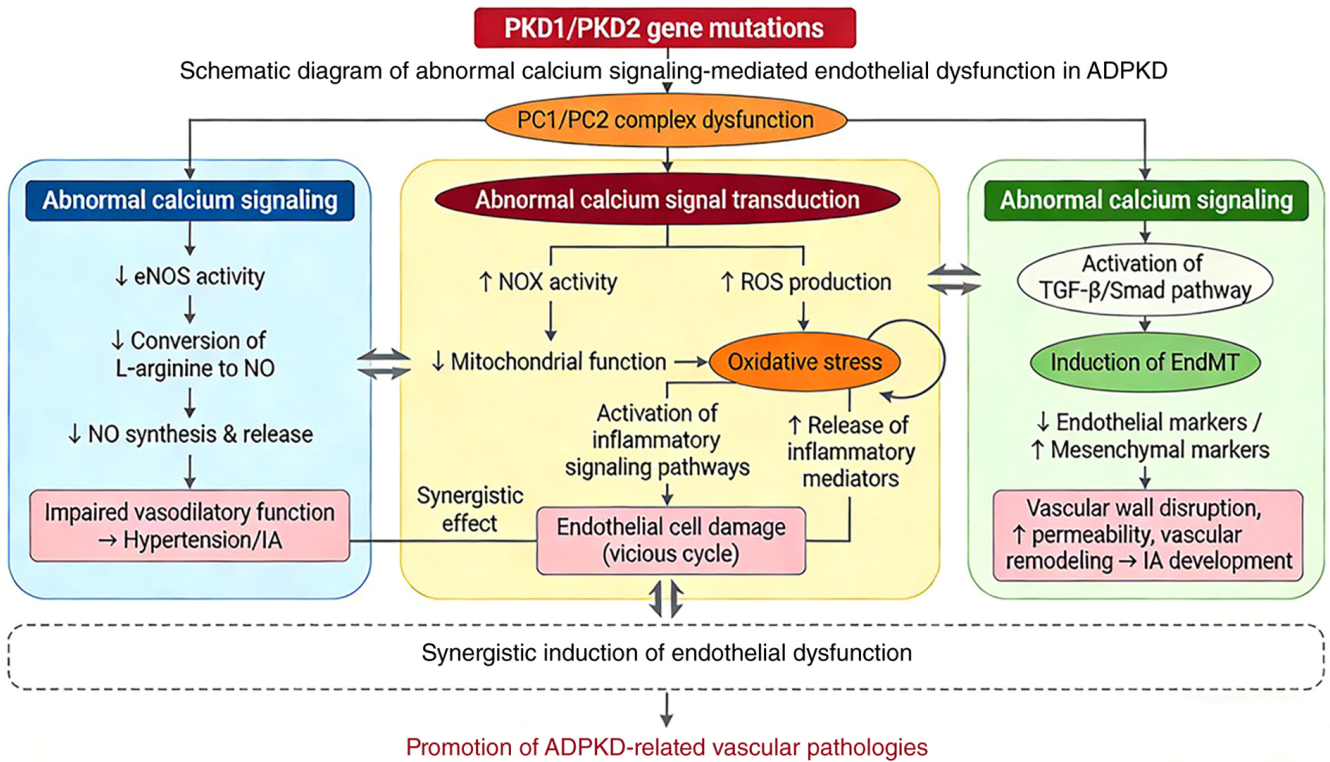 PKD1/PKD2 gene mutations
Schematic diagram of abnormal calcium signaling-mediated endothelial dysfunction in ADPKD
PC1/PC2 complex dysfunction
Abnormal calcium signaling
↓ eNOS activity
↓ Conversion of
L-arginine to NO
↓ NO synthesis & release
Impaired vasodilatory function
→ Hypertension/IA
Synergistic
effect
Abnormal calcium signal transduction
↑ NOX activity
↑ ROS production
↓ Mitochondrial function
Oxidative stress
Activation of
inflammatory
signaling pathways
↑ Release of
inflammatory
mediators
Endothelial cell damage
(vicious cycle)
Abnormal calcium signaling
Activation of
TGF-β/Smad pathway
Induction of EndMT
↓ Endothelial markers /
↑ Mesenchymal markers
Vascular wall disruption,
↑ permeability, vascular
remodeling → IA development
Synergistic induction of endothelial dysfunction
Promotion of ADPKD-related vascular pathologies